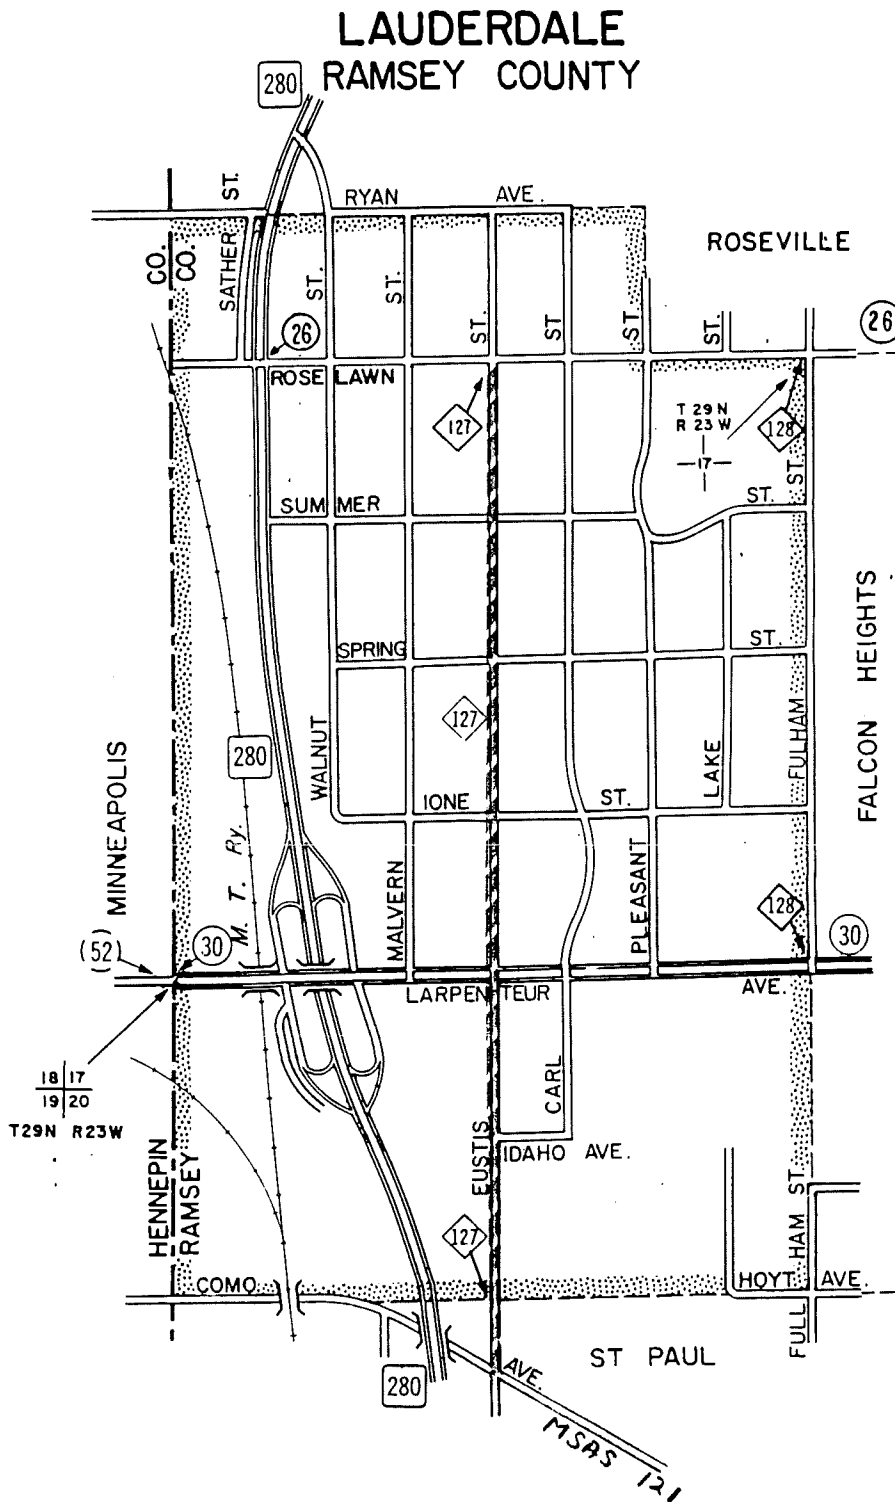 LAUDERDALE
RAMSEY COUNTY
280
ST.
RYAN AVE.
ROSEVILLE
CO.
CO.
SATHER
ST.
ST.
ST.
ST.
ST.
ST.
26
26
ROSELAWN
127
T 29 N
R 23 W
17
128
ST.
SUMMER
ST.
SPRING
ST.
127
280
WALNUT
LAKE
FULHAM
FALCON HEIGHTS
IONE ST.
MINNEAPOLIS
M. T. Ry.
MALVERN
PLEASANT
128
(52)
30
30
LARPENTEUR AVE.
18 17
19 20
T29N R23W
CARL
EUSTIS
IDAHO AVE.
HENNEPIN
RAMSEY
127
FULLHAM ST.
COMO
HOYT AVE.
ST PAUL
280
AVE.
MSAS 121